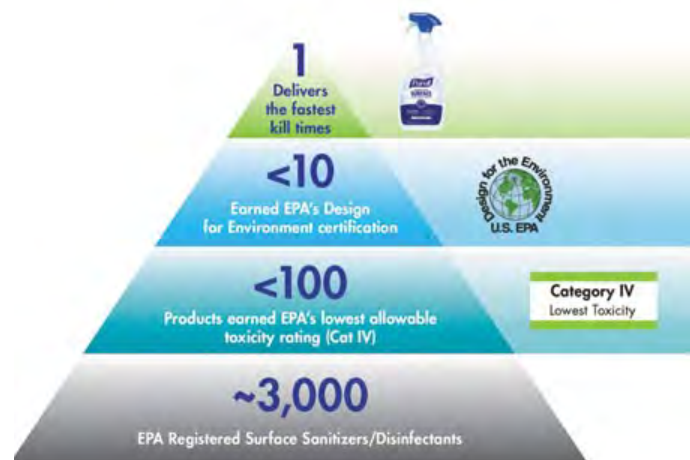 1
Delivers
the fastest
kill times
PURELL
SURFACE
<10
Earned EPA's Design
for Environment certification
Design for the Environment
U.S. EPA
<100
Products earned EPA's lowest allowable
toxicity rating (Cat IV)
Category IV
Lowest Toxicity
~3,000
EPA Registered Surface Sanitizers/Disinfectants